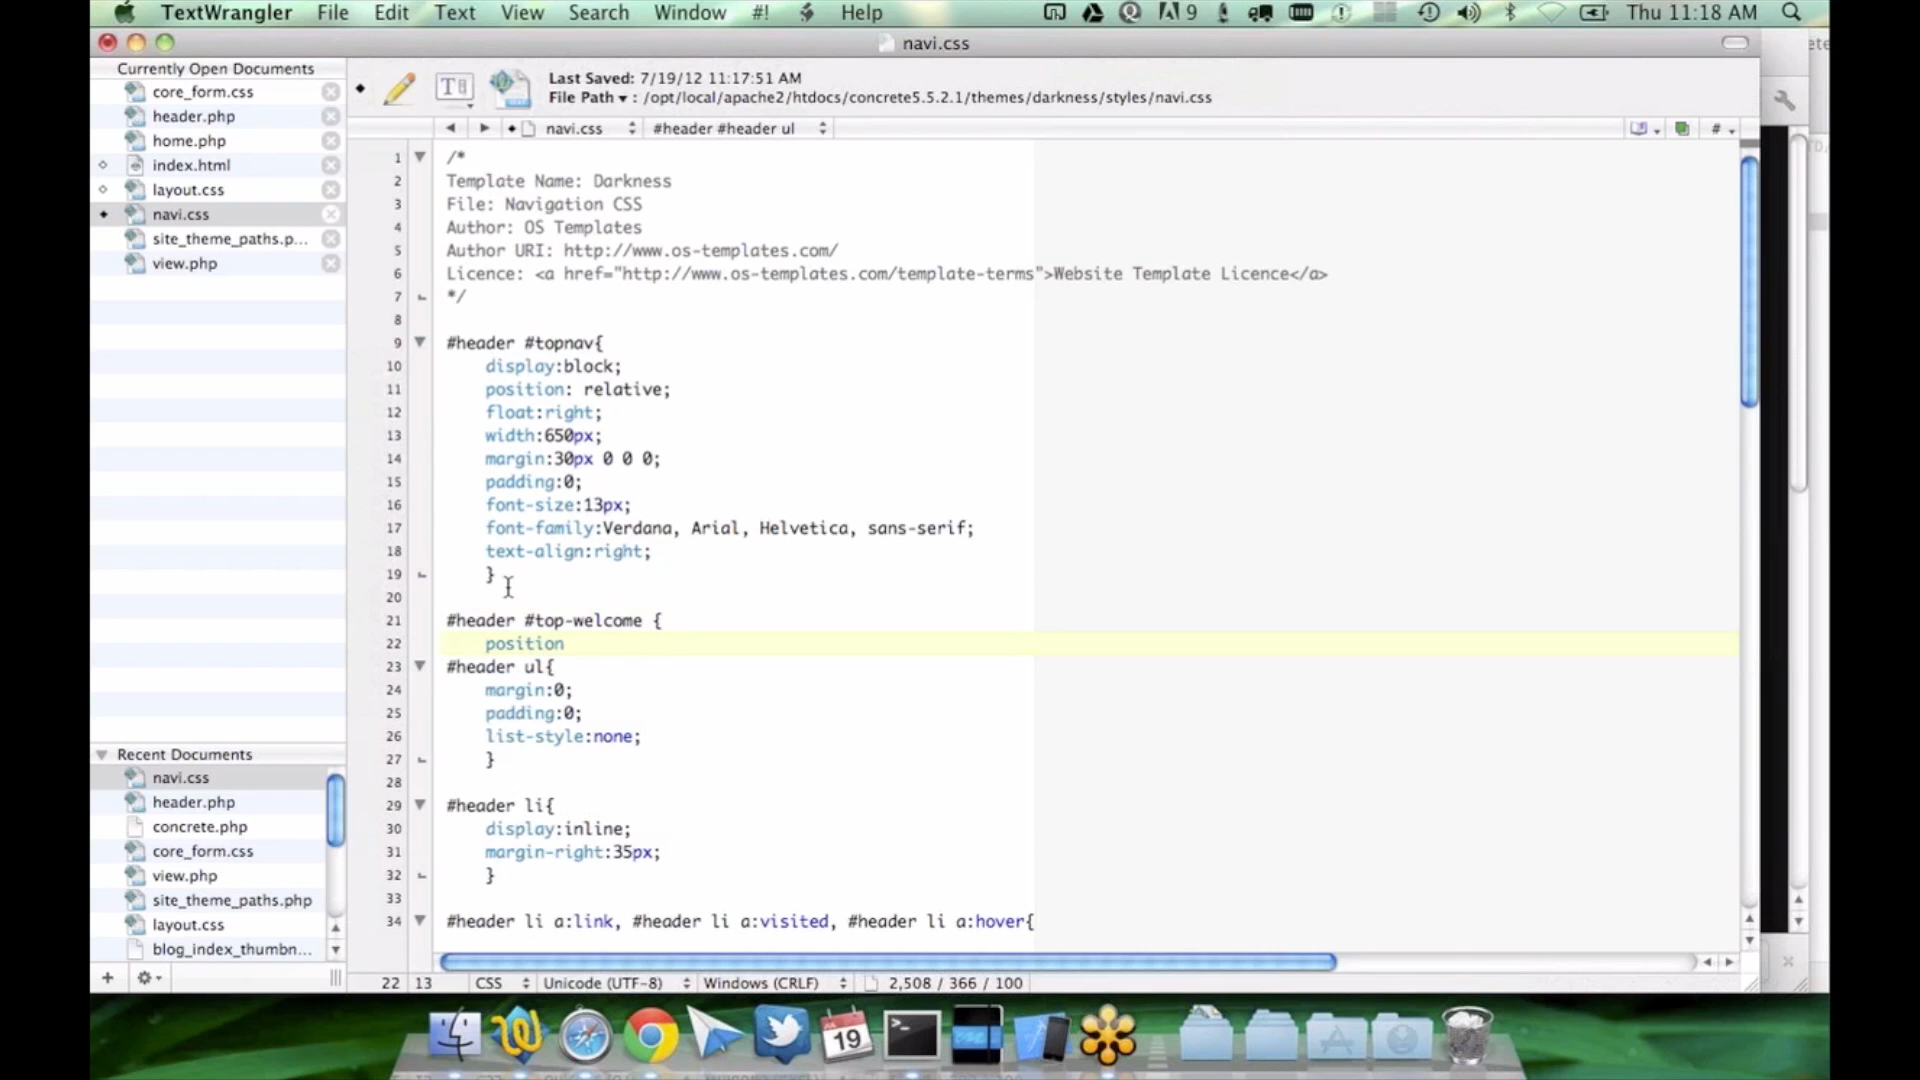 TextWrangler File Edit Text View Search Window #! Help 9 Thu 11:18 AM
navi.css
Currently Open Documents
core_form.css
header.php
home.php
index.html
layout.css
navi.css
site_theme_paths.p...
view.php
Last Saved: 7/19/12 11:17:51 AM
File Path ▾ : /opt/local/apache2/htdocs/concrete5.5.2.1/themes/darkness/styles/navi.css
navi.css #header #header ul #
1 /*
2 Template Name: Darkness
3 File: Navigation CSS
4 Author: OS Templates
5 Author URI: http://www.os-templates.com/
6 Licence: <a href="http://www.os-templates.com/template-terms">Website Template Licence</a>
7 */
8
9 #header #topnav{
10 display:block;
11 position: relative;
12 float:right;
13 width:650px;
14 margin:30px 0 0 0;
15 padding:0;
16 font-size:13px;
17 font-family:Verdana, Arial, Helvetica, sans-serif;
18 text-align:right;
19 }
20
21 #header #top-welcome {
22 position
23 #header ul{
24 margin:0;
25 padding:0;
26 list-style:none;
27 }
28
29 #header li{
30 display:inline;
31 margin-right:35px;
32 }
33
34 #header li a:link, #header li a:visited, #header li a:hover{
Recent Documents
navi.css
header.php
concrete.php
core_form.css
view.php
site_theme_paths.php
layout.css
blog_index_thumbn...
22 13 CSS Unicode (UTF-8) Windows (CRLF) 2,508 / 366 / 100
19